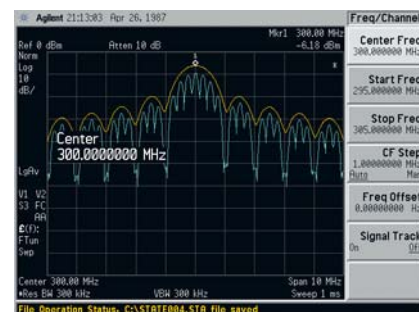 Agilent 21:13:03 Apr 26, 1987
Freq/Channel
Mkr1 300.00 MHz
Ref 0 dBm
Atten 10 dB
-6.18 dBm
Norm
Log
10
dB/
1
Center
300.0000000 MHz
LgAv
V1 V2
S3 FC
AA
£(f):
FTun
Swp
Center 300.00 MHz
Span 10 MHz
•Res BW 300 kHz
VBW 300 kHz
Sweep 1 ms
File Operation Status, C:\STATE004.STA file saved
Center Freq
300.000000 MHz
Start Freq
295.000000 MHz
Stop Freq
305.000000 MHz
CF Step
1.00000000 MHz
Auto Man
Freq Offset
0.00000000 Hz
Signal Track
On Off